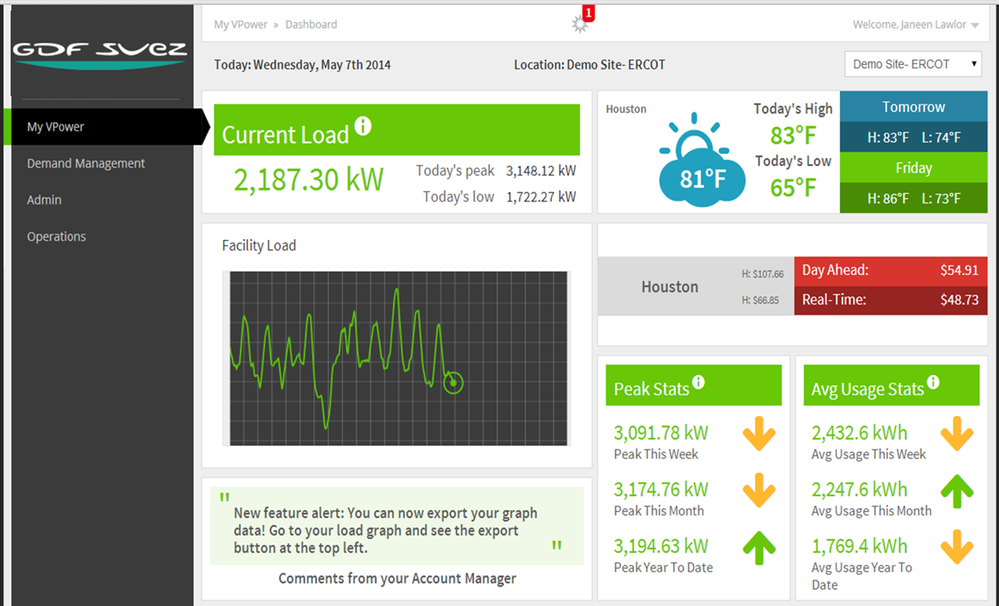 GDF SUEZ
My VPower
Demand Management
Admin
Operations
My VPower » Dashboard
1
Welcome, Janeen Lawlor
Today: Wednesday, May 7th 2014
Location: Demo Site- ERCOT
Demo Site- ERCOT
Current Load
2,187.30 kW
Today's peak 3,148.12 kW
Today's low 1,722.27 kW
Houston
81°F
Today's High
83°F
Today's Low
65°F
Tomorrow
H: 83°F L: 74°F
Friday
H: 86°F L: 73°F
Facility Load
Houston
H: $107.66
H: $66.85
Day Ahead: $54.91
Real-Time: $48.73
Peak Stats
3,091.78 kW
Peak This Week
3,174.76 kW
Peak This Month
3,194.63 kW
Peak Year To Date
Avg Usage Stats
2,432.6 kWh
Avg Usage This Week
2,247.6 kWh
Avg Usage This Month
1,769.4 kWh
Avg Usage Year To
Date
" New feature alert: You can now export your graph
data! Go to your load graph and see the export
button at the top left. "
Comments from your Account Manager